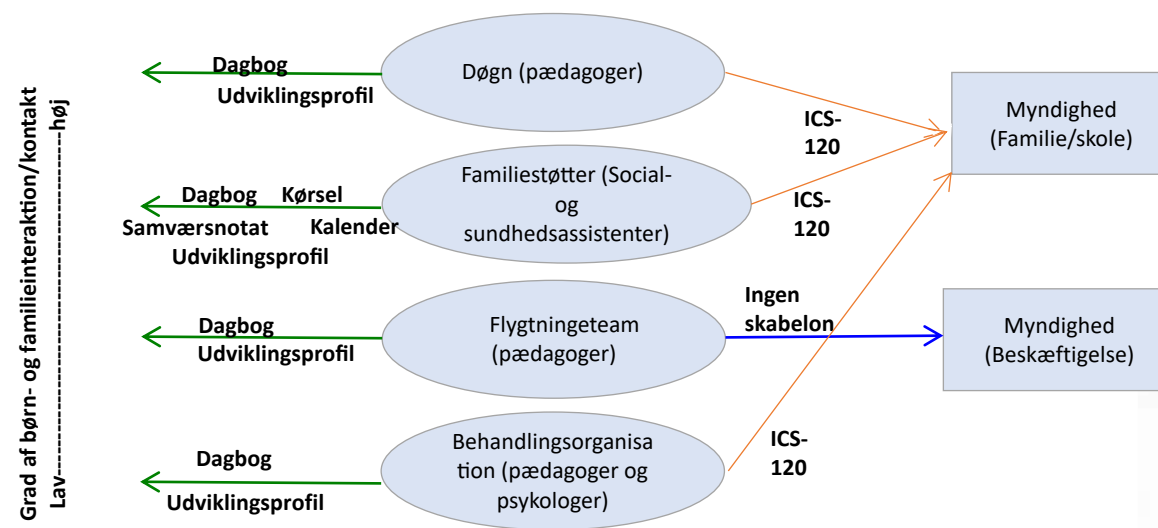 Grad af børn- og familieinteraktion/kontakt
Lav----------------------------høj
Dagbog
Udviklingsprofil
Døgn (pædagoger)
ICS-
120
Myndighed
(Familie/skole)
Dagbog Kørsel
Samværsnotat Kalender
Udviklingsprofil
Familiestøtter (Social-
og
sundhedsassistenter)
ICS-
120
Dagbog
Udviklingsprofil
Flygtningeteam
(pædagoger)
Ingen
skabelon
Myndighed
(Beskæftigelse)
Dagbog
Udviklingsprofil
Behandlingsorganisa
tion (pædagoger og
psykologer)
ICS-
120